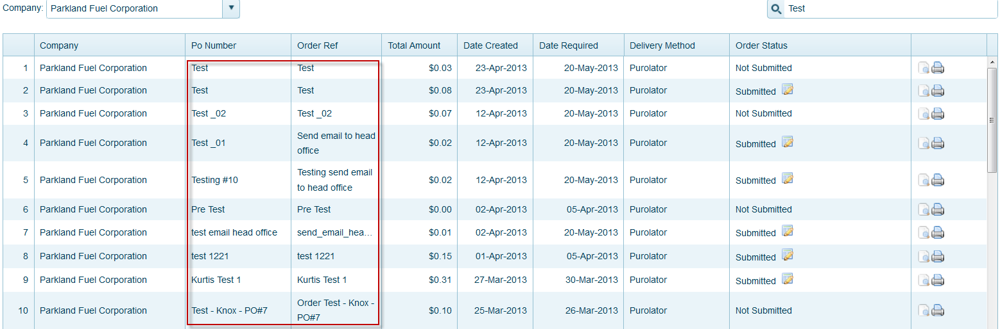 Company: Parkland Fuel Corporation Test
Company Po Number Order Ref Total Amount Date Created Date Required Delivery Method Order Status
1 Parkland Fuel Corporation Test Test $0.03 23-Apr-2013 20-May-2013 Purolator Not Submitted
2 Parkland Fuel Corporation Test Test $0.08 23-Apr-2013 20-May-2013 Purolator Submitted
3 Parkland Fuel Corporation Test _02 Test _02 $0.07 12-Apr-2013 20-May-2013 Purolator Not Submitted
4 Parkland Fuel Corporation Test _01 Send email to head office $0.02 12-Apr-2013 20-May-2013 Purolator Submitted
5 Parkland Fuel Corporation Testing #10 Testing send email to head office $0.02 12-Apr-2013 20-May-2013 Purolator Submitted
6 Parkland Fuel Corporation Pre Test Pre Test $0.00 02-Apr-2013 05-Apr-2013 Purolator Not Submitted
7 Parkland Fuel Corporation test email head office send_email_hea... $0.01 02-Apr-2013 20-May-2013 Purolator Submitted
8 Parkland Fuel Corporation test 1221 test 1221 $0.15 01-Apr-2013 05-Apr-2013 Purolator Submitted
9 Parkland Fuel Corporation Kurtis Test 1 Kurtis Test 1 $0.31 27-Mar-2013 30-Mar-2013 Purolator Submitted
10 Parkland Fuel Corporation Test - Knox - PO#7 Order Test - Knox - PO#7 $0.10 25-Mar-2013 26-Mar-2013 Purolator Not Submitted